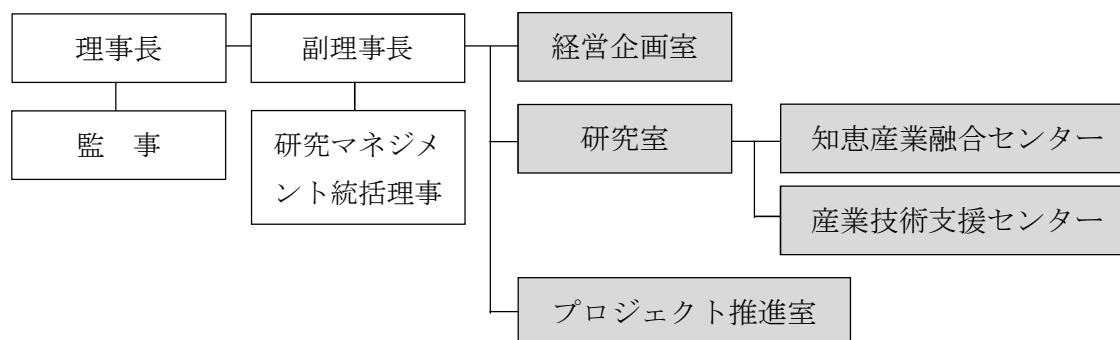 理事長
副理事長
経営企画室
監　事
研究マネジメ
ント統括理事
研究室
知恵産業融合センター
産業技術支援センター
プロジェクト推進室